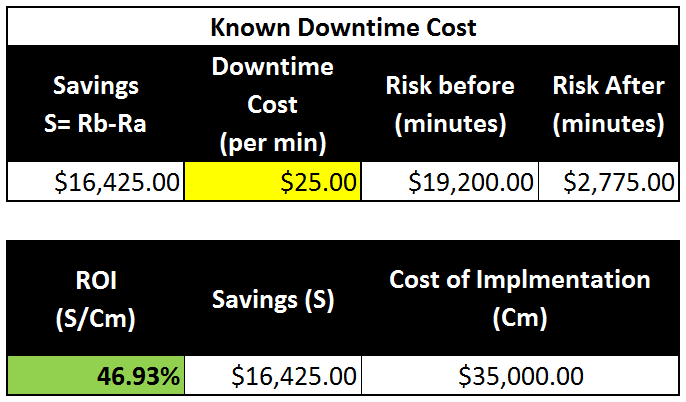 Known Downtime Cost
Savings
S= Rb-Ra
Downtime
Cost
(per min)
Risk before
(minutes)
Risk After
(minutes)
$16,425.00
$25.00
$19,200.00
$2,775.00
ROI
(S/Cm)
Savings (S)
Cost of Implmentation
(Cm)
46.93%
$16,425.00
$35,000.00